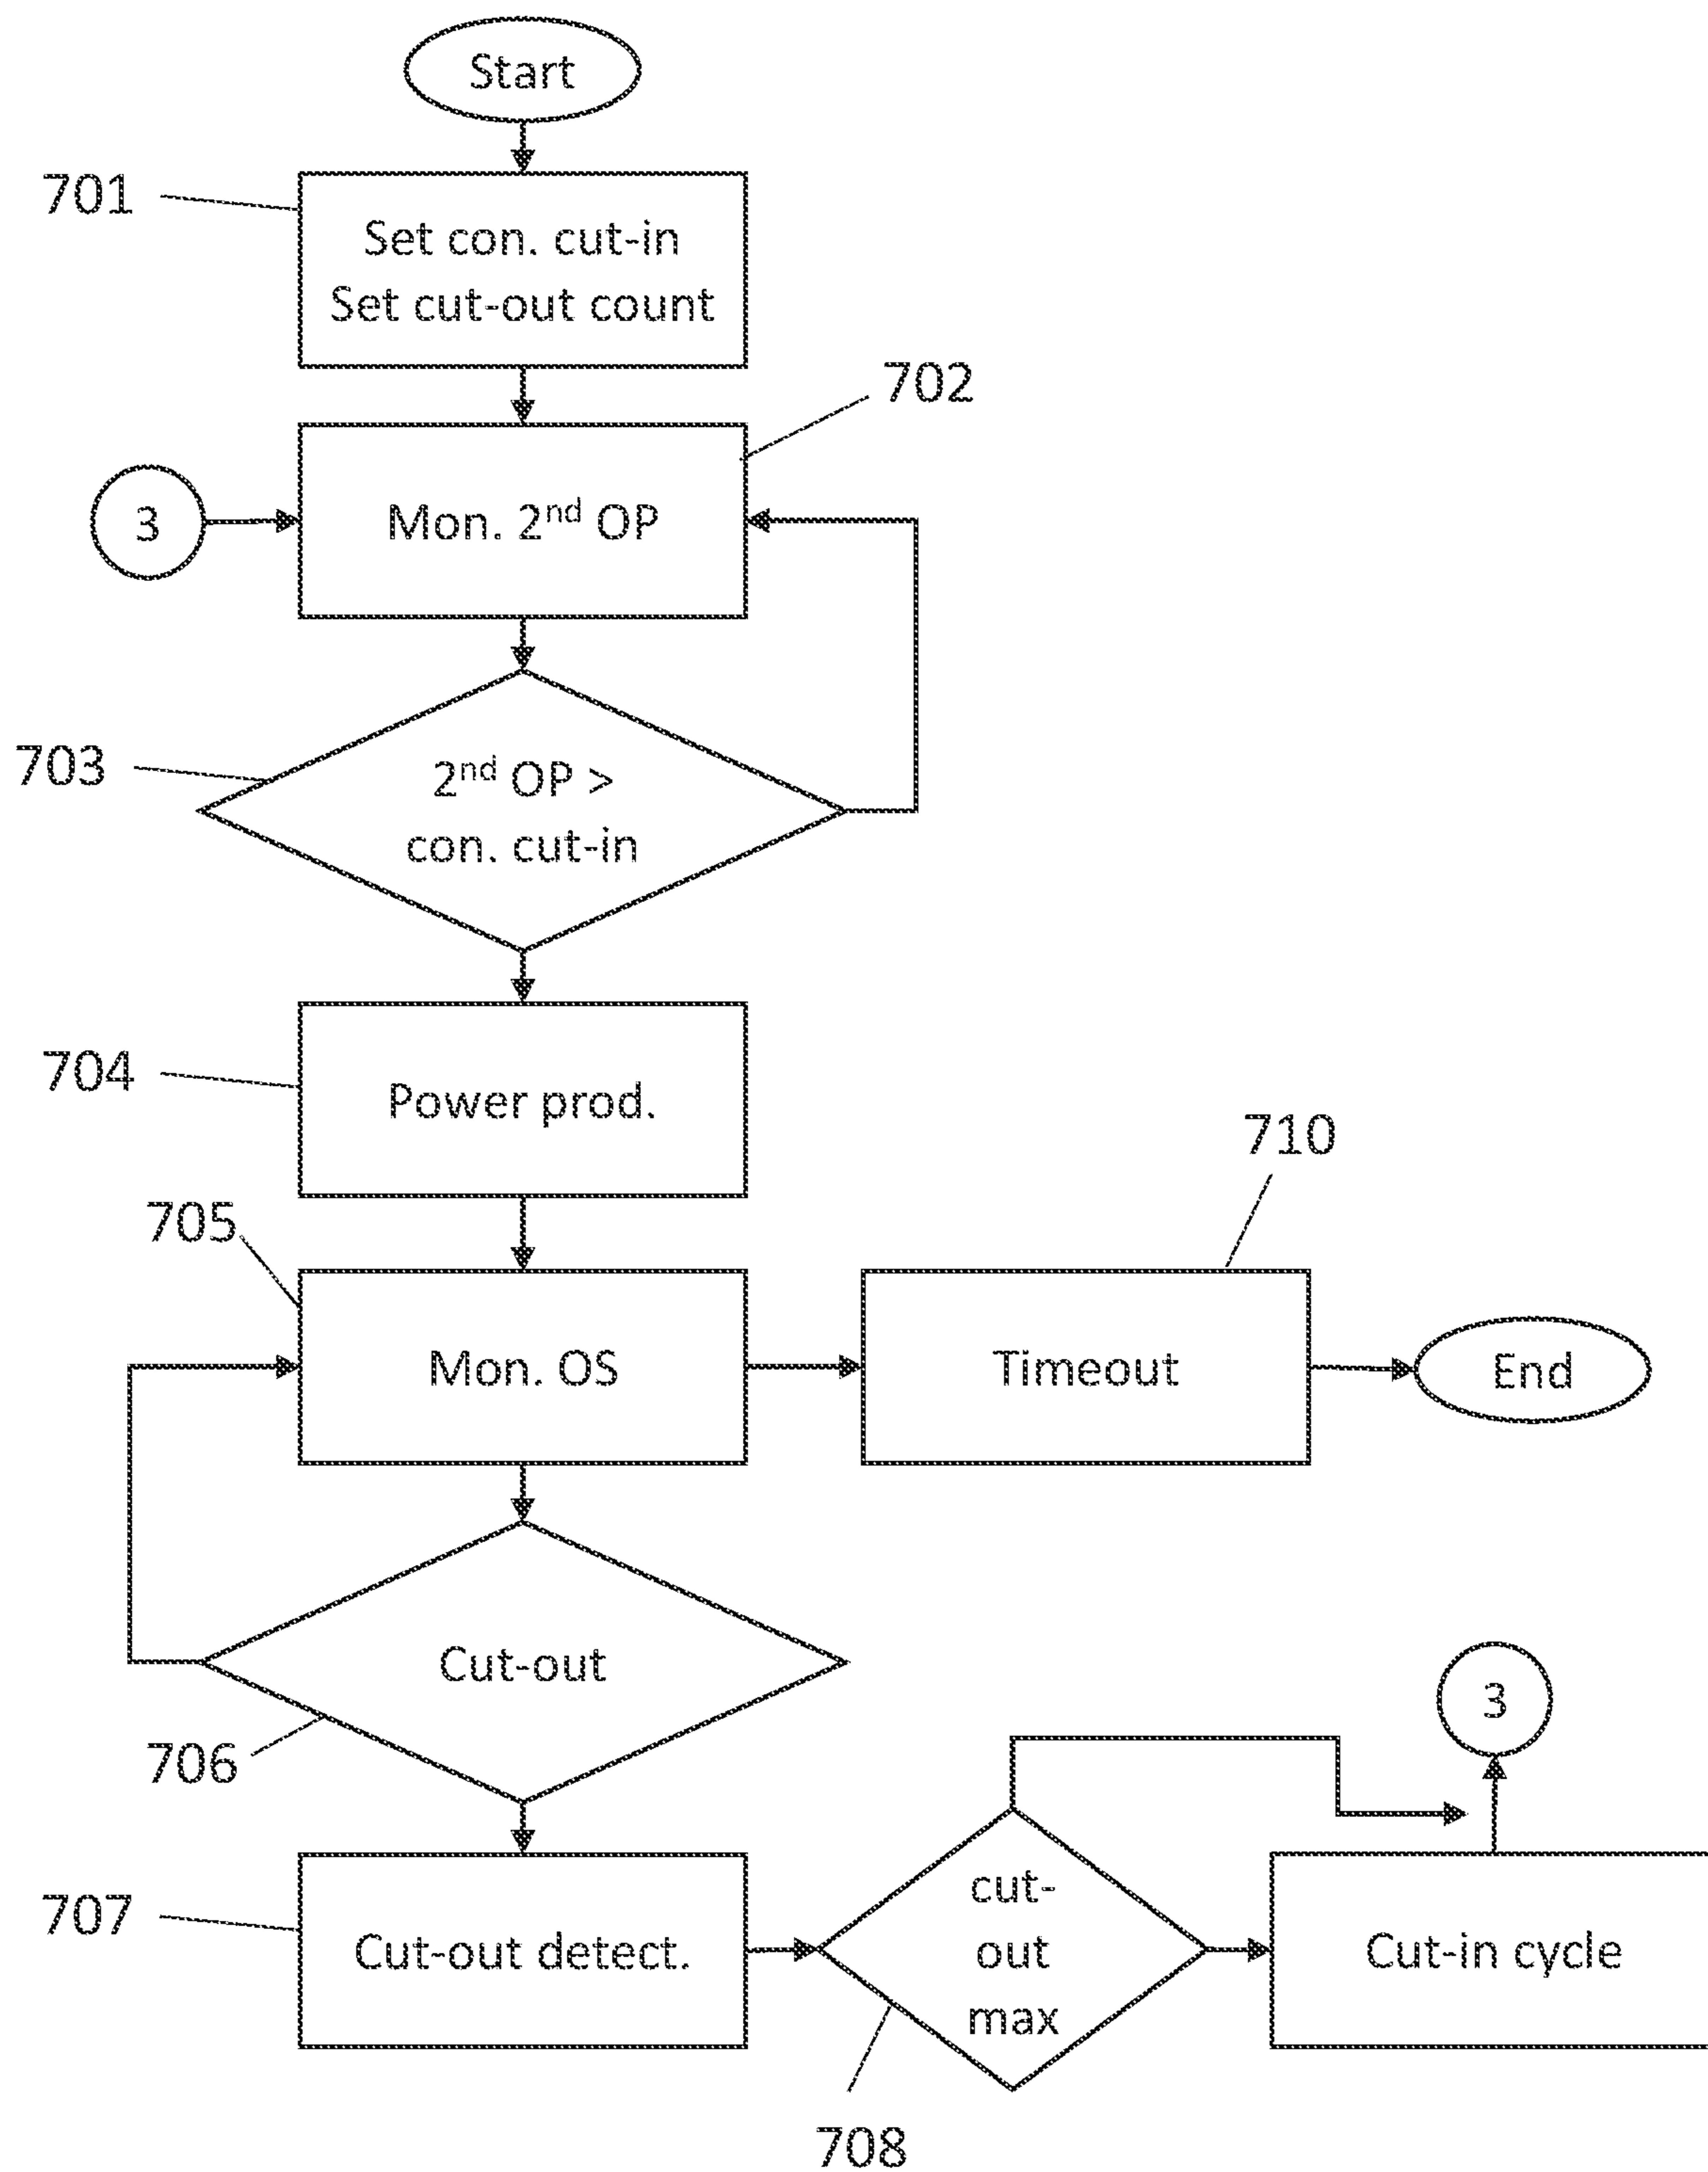 Start
701
Set con. cut-in
Set cut-out count
702
3
Mon. 2nd OP
703
2nd OP >
con. cut-in
704
Power prod.
710
705
Mon. OS
Timeout
End
Cut-out
706
3
707
Cut-out detect.
cut-
out
max
Cut-in cycle
708